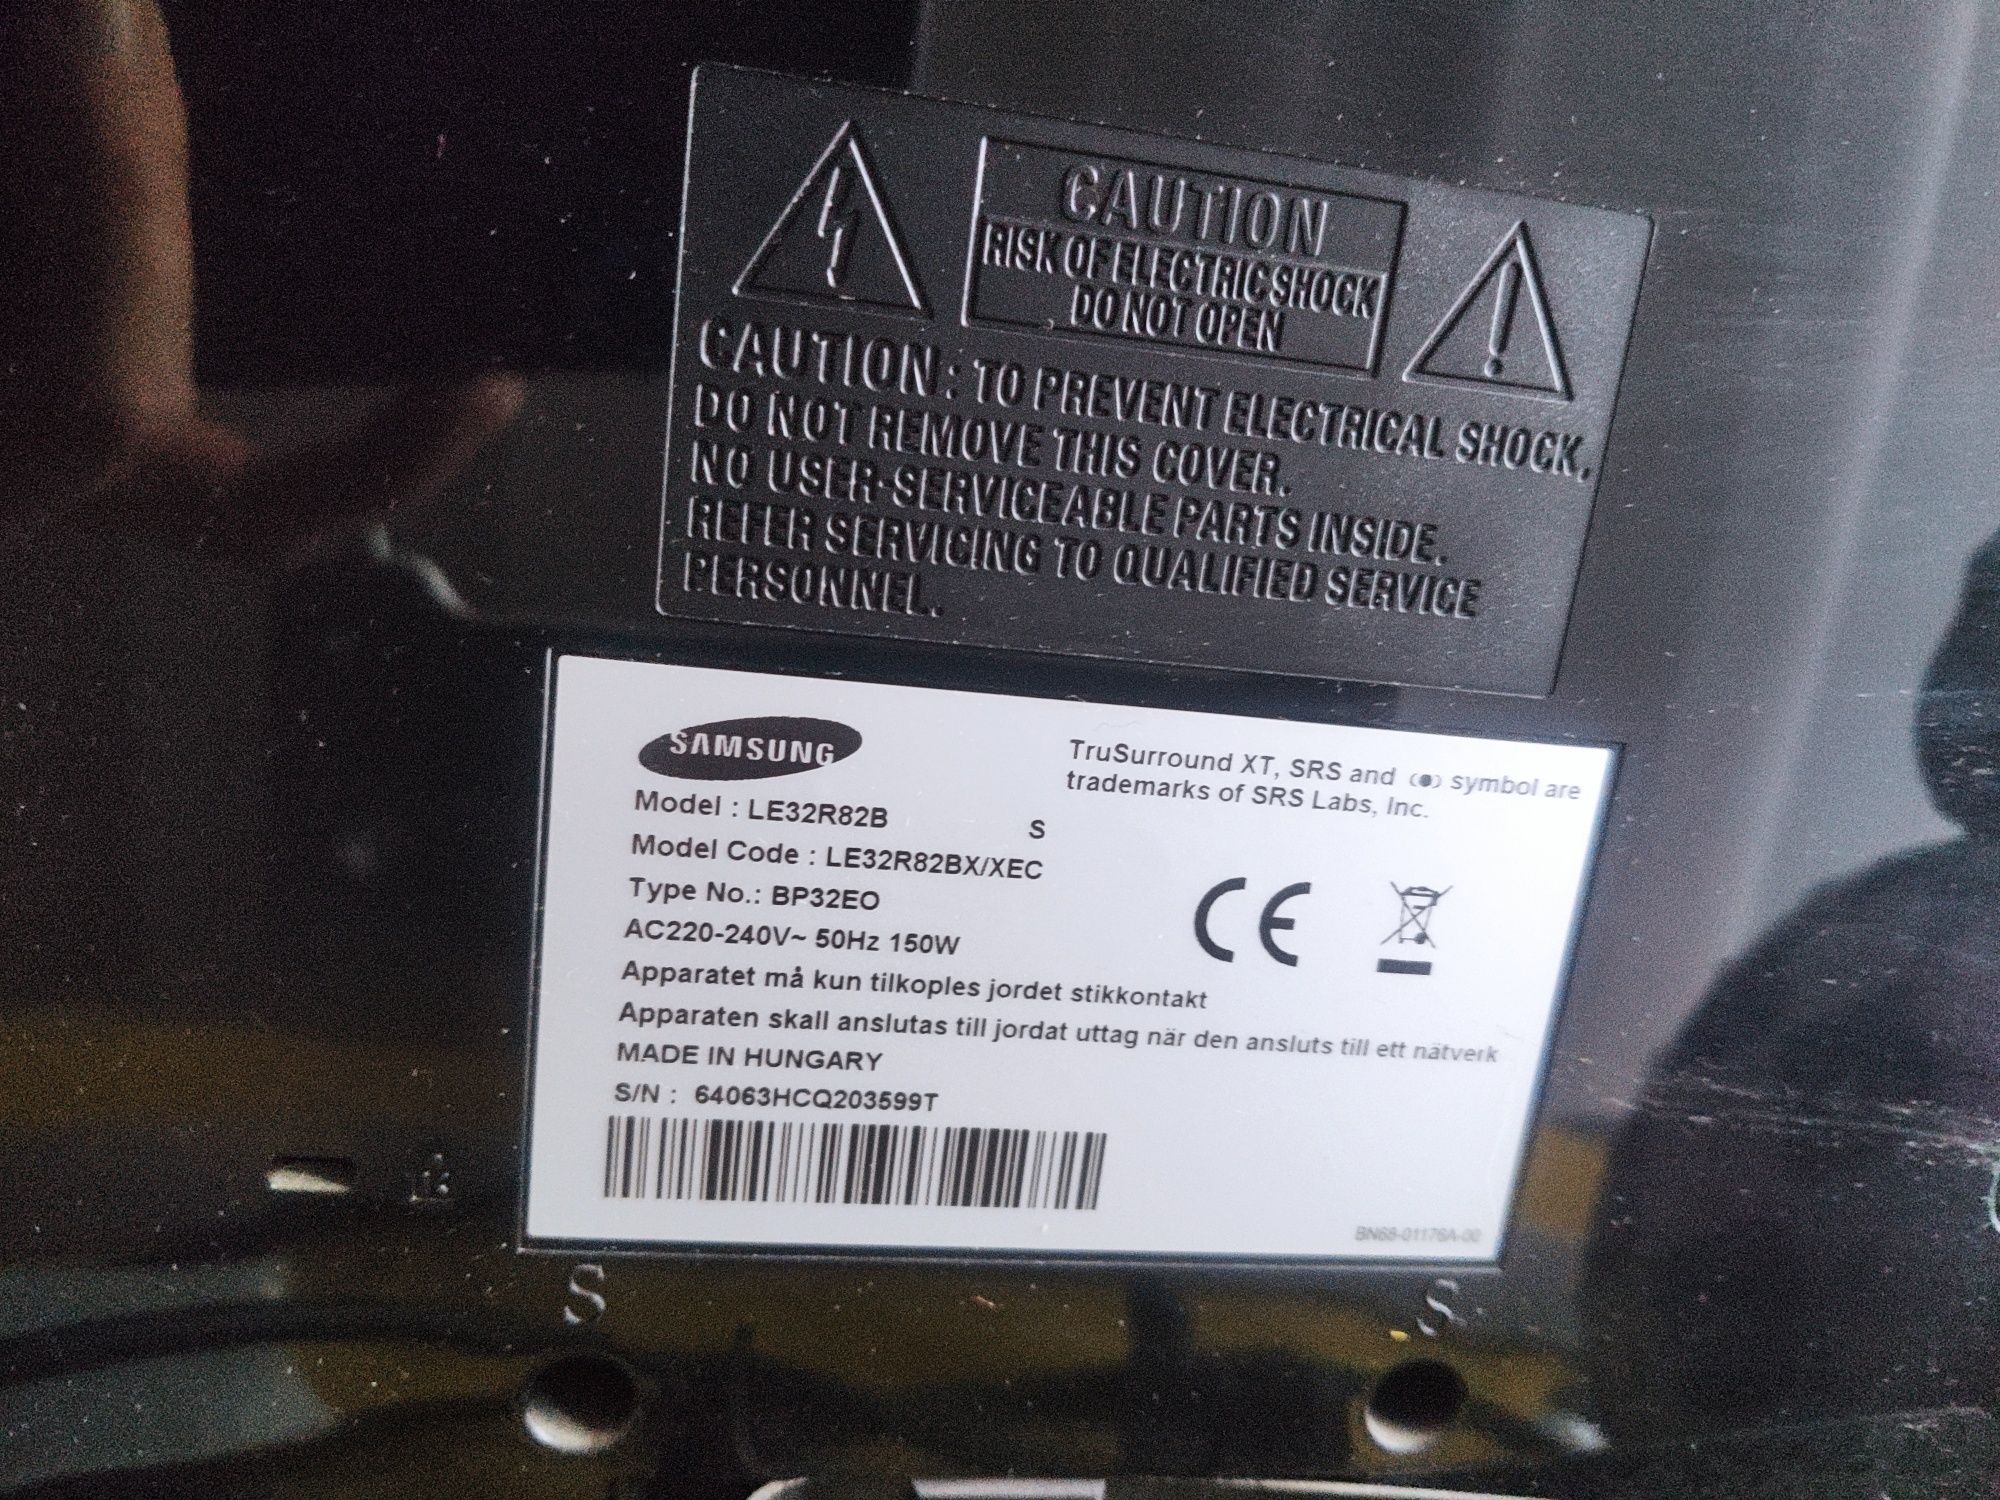 CAUTION
RISK OF ELECTRIC SHOCK
DO NOT OPEN
CAUTION: TO PREVENT ELECTRICAL SHOCK,
DO NOT REMOVE THIS COVER.
NO USER-SERVICEABLE PARTS INSIDE.
REFER SERVICING TO QUALIFIED SERVICE
PERSONNEL.
SAMSUNG
TruSurround XT, SRS and (●) symbol are
trademarks of SRS Labs, Inc.
Model : LE32R82B S
Model Code : LE32R82BX/XEC
Type No.: BP32EO
AC220-240V~ 50Hz 150W
CE
Apparatet må kun tilkoples jordet stikkontakt
Apparaten skall anslutas till jordat uttag när den ansluts till ett nätverk
MADE IN HUNGARY
S/N : 64063HCQ203599T
BN68-01176A-00
S S